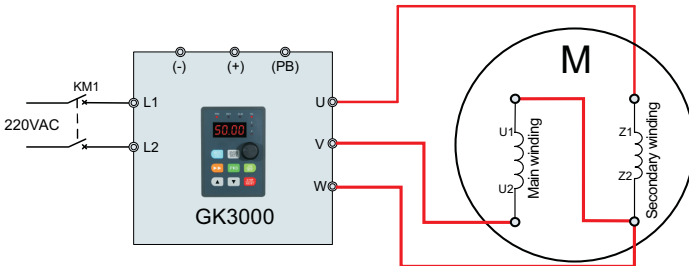 (-)
(+)
(PB)
KM1
L1
220VAC
L2
50.00
U
V
W
GK3000
M
U1
U2
Main winding
Z1
Z2
Secondary winding